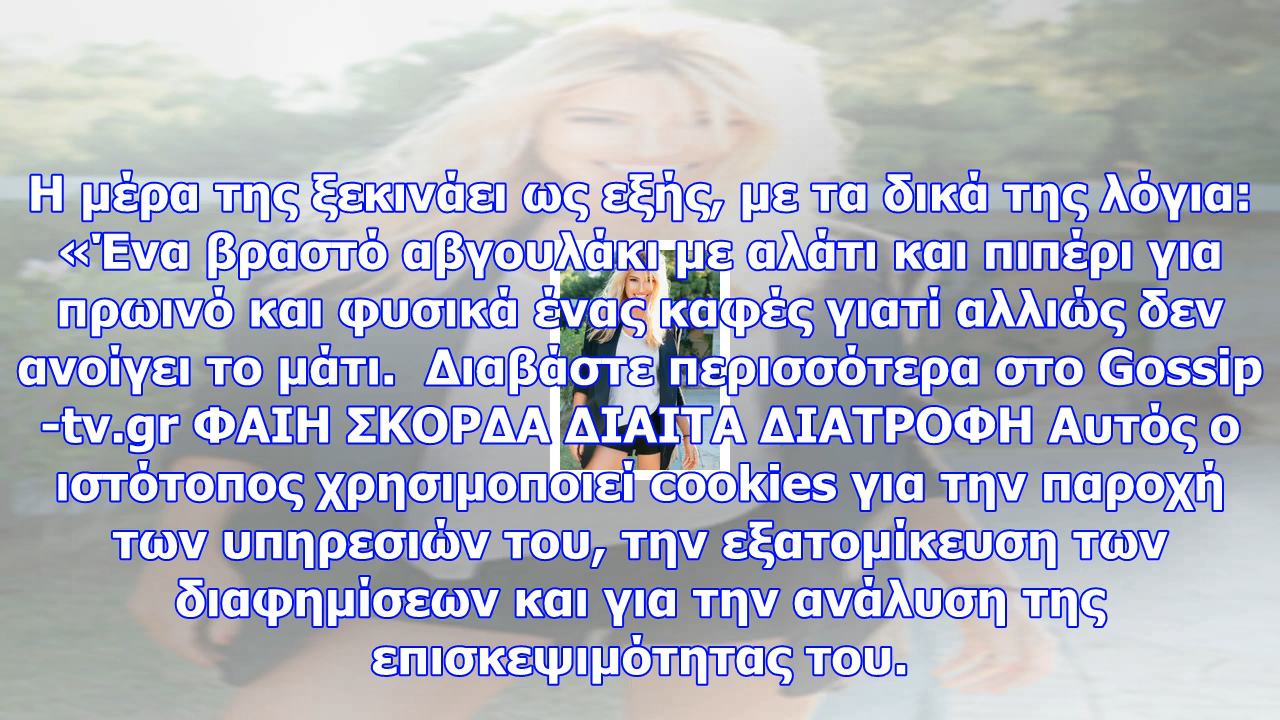 Η μέρα της ξεκινάει ως εξής, με τα δικά της λόγια:
«Ένα βραστό αβγουλάκι με αλάτι και πιπέρι για
πρωινό και φυσικά ένας καφές γιατί αλλιώς δεν
ανοίγει το μάτι.  Διαβάστε περισσότερα στο Gossip
-tv.gr ΦΑΙΗ ΣΚΟΡΔΑ ΔΙΑΙΤΑ ΔΙΑΤΡΟΦΗ Αυτός ο
ιστότοπος χρησιμοποιεί cookies για την παροχή
των υπηρεσιών του, την εξατομίκευση των
διαφημίσεων και για την ανάλυση της
επισκεψιμότητας του.